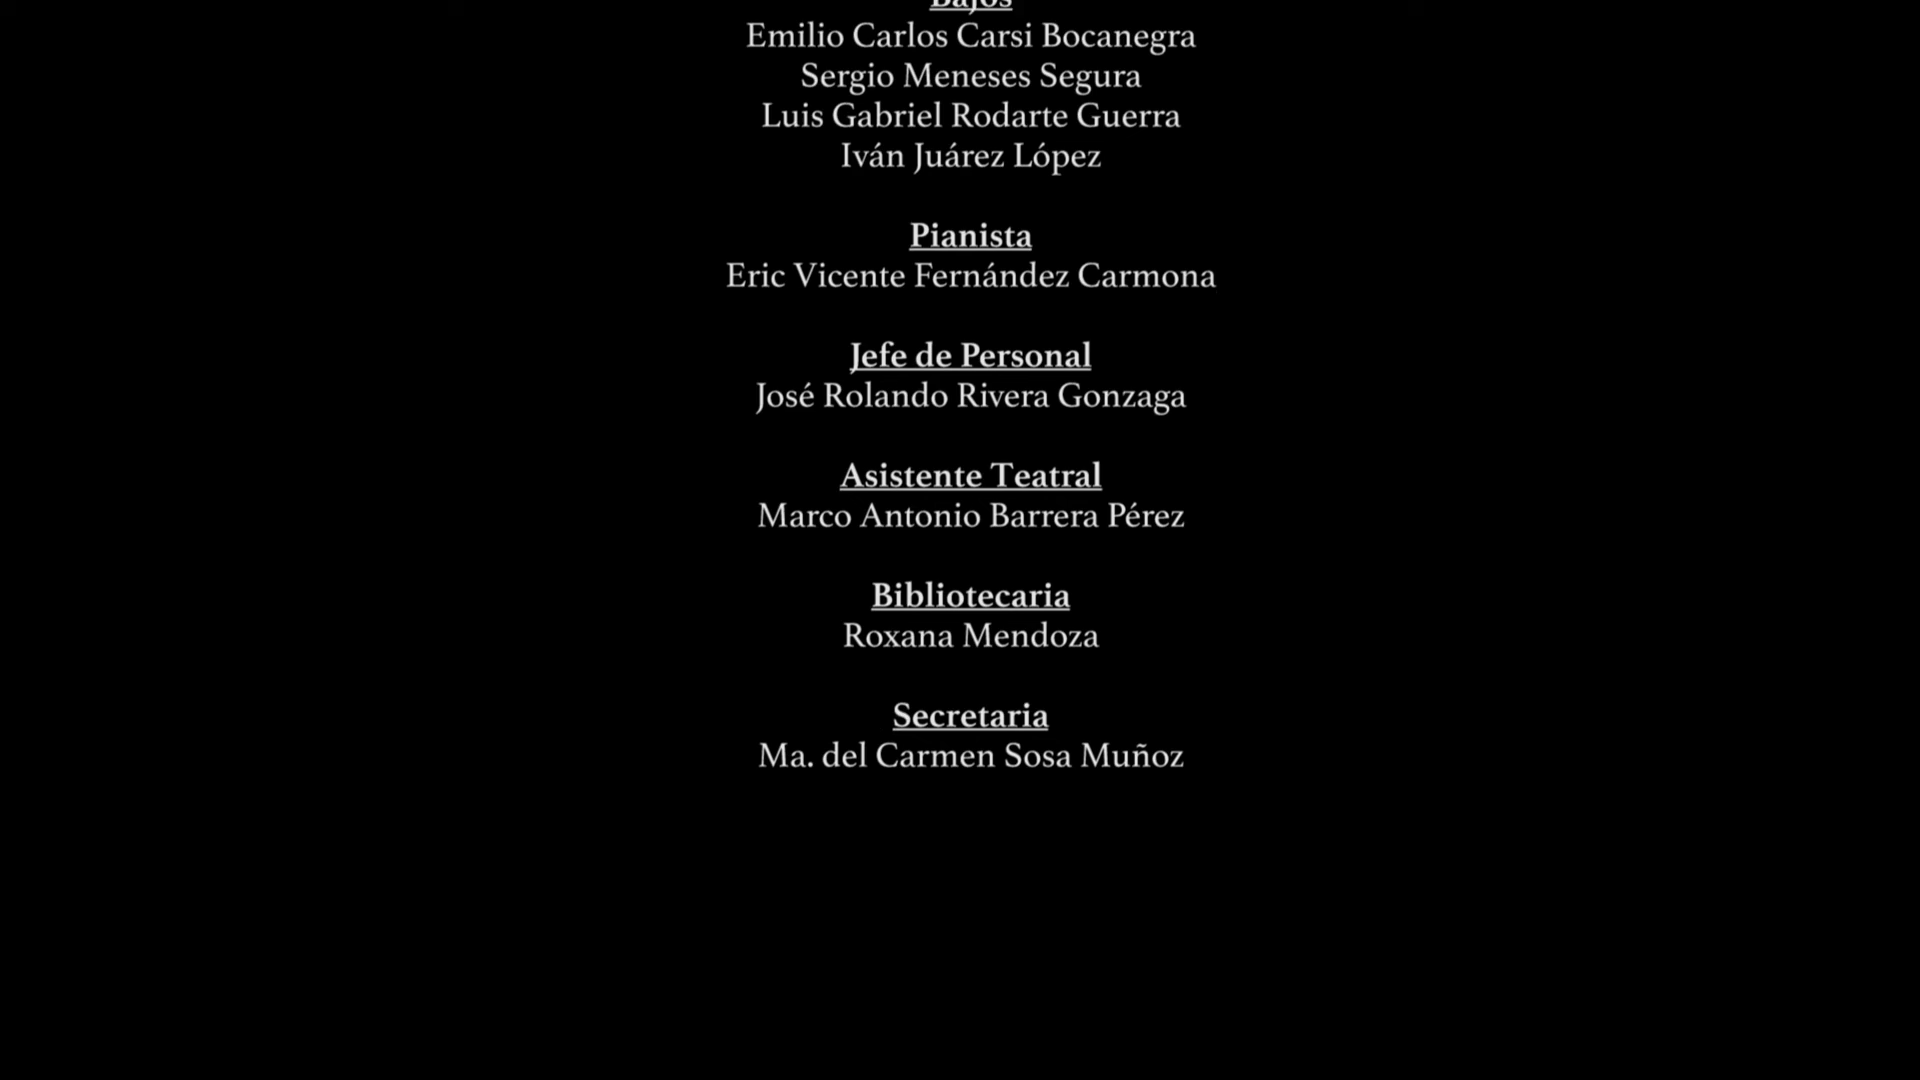 Bajos
Emilio Carlos Carsi Bocanegra
Sergio Meneses Segura
Luis Gabriel Rodarte Guerra
Iván Juárez López
Pianista
Eric Vicente Fernández Carmona
Jefe de Personal
José Rolando Rivera Gonzaga
Asistente Teatral
Marco Antonio Barrera Pérez
Bibliotecaria
Roxana Mendoza
Secretaria
Ma. del Carmen Sosa Muñoz